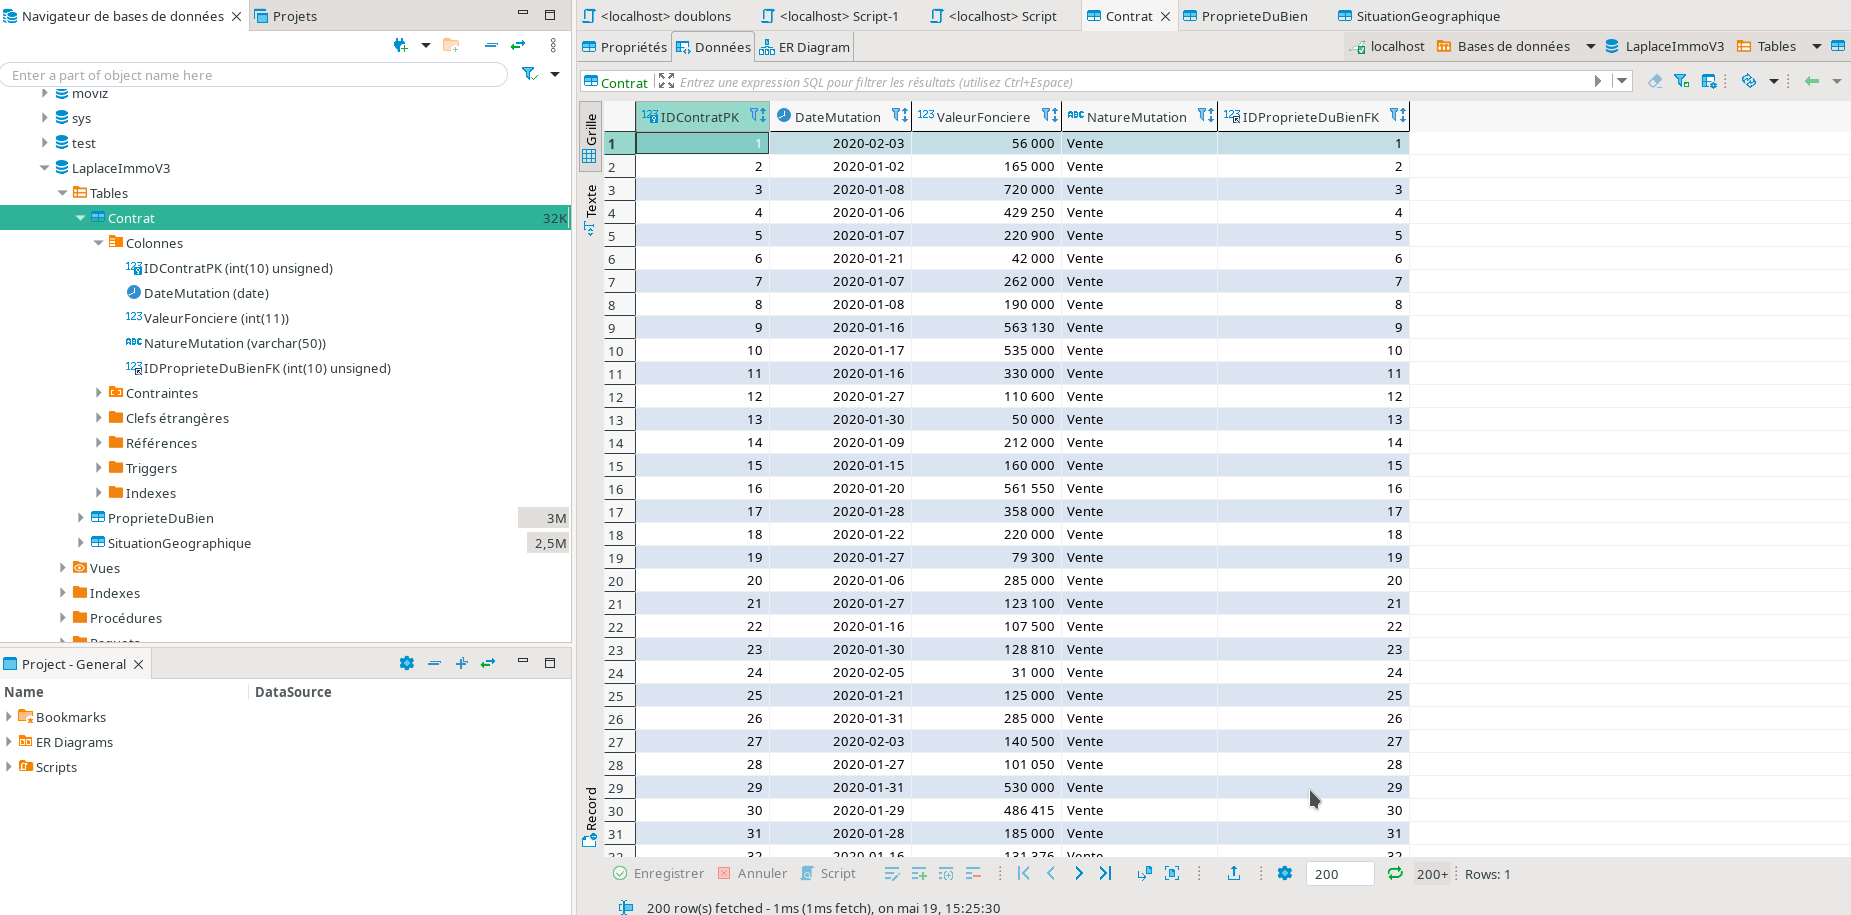 Navigateur de bases de données
Projets
Enter a part of object name here
moviz
sys
test
LaplaceImmoV3
Tables
Contrat 32K
Colonnes
IDContratPK (int(10) unsigned)
DateMutation (date)
ValeurFonciere (int(11))
NatureMutation (varchar(50))
IDProprieteDuBienFK (int(10) unsigned)
Contraintes
Clefs étrangères
Références
Triggers
Indexes
ProprieteDuBien 3M
SituationGeographique 2,5M
Vues
Indexes
Procédures
Project - General
Name DataSource
Bookmarks
ER Diagrams
Scripts
<localhost> doublons <localhost> Script-1 <localhost> Script Contrat ProprieteDuBien SituationGeographique
Propriétés Données ER Diagram localhost Bases de données LaplaceImmoV3 Tables
Contrat Entrez une expression SQL pour filtrer les résultats (utilisez Ctrl+Espace)
Grille
Texte
Record
IDContratPK DateMutation ValeurFonciere NatureMutation IDProprieteDuBienFK
1 1 2020-02-03 56 000 Vente 1
2 2 2020-01-02 165 000 Vente 2
3 3 2020-01-08 720 000 Vente 3
4 4 2020-01-06 429 250 Vente 4
5 5 2020-01-07 220 900 Vente 5
6 6 2020-01-21 42 000 Vente 6
7 7 2020-01-07 262 000 Vente 7
8 8 2020-01-08 190 000 Vente 8
9 9 2020-01-16 563 130 Vente 9
10 10 2020-01-17 535 000 Vente 10
11 11 2020-01-16 330 000 Vente 11
12 12 2020-01-27 110 600 Vente 12
13 13 2020-01-30 50 000 Vente 13
14 14 2020-01-09 212 000 Vente 14
15 15 2020-01-15 160 000 Vente 15
16 16 2020-01-20 561 550 Vente 16
17 17 2020-01-28 358 000 Vente 17
18 18 2020-01-22 220 000 Vente 18
19 19 2020-01-27 79 300 Vente 19
20 20 2020-01-06 285 000 Vente 20
21 21 2020-01-27 123 100 Vente 21
22 22 2020-01-16 107 500 Vente 22
23 23 2020-01-30 128 810 Vente 23
24 24 2020-02-05 31 000 Vente 24
25 25 2020-01-21 125 000 Vente 25
26 26 2020-01-31 285 000 Vente 26
27 27 2020-02-03 140 500 Vente 27
28 28 2020-01-27 101 050 Vente 28
29 29 2020-01-31 530 000 Vente 29
30 30 2020-01-29 486 415 Vente 30
31 31 2020-01-28 185 000 Vente 31
Enregistrer Annuler Script 200 200+ Rows: 1
200 row(s) fetched - 1ms (1ms fetch), on mai 19, 15:25:30